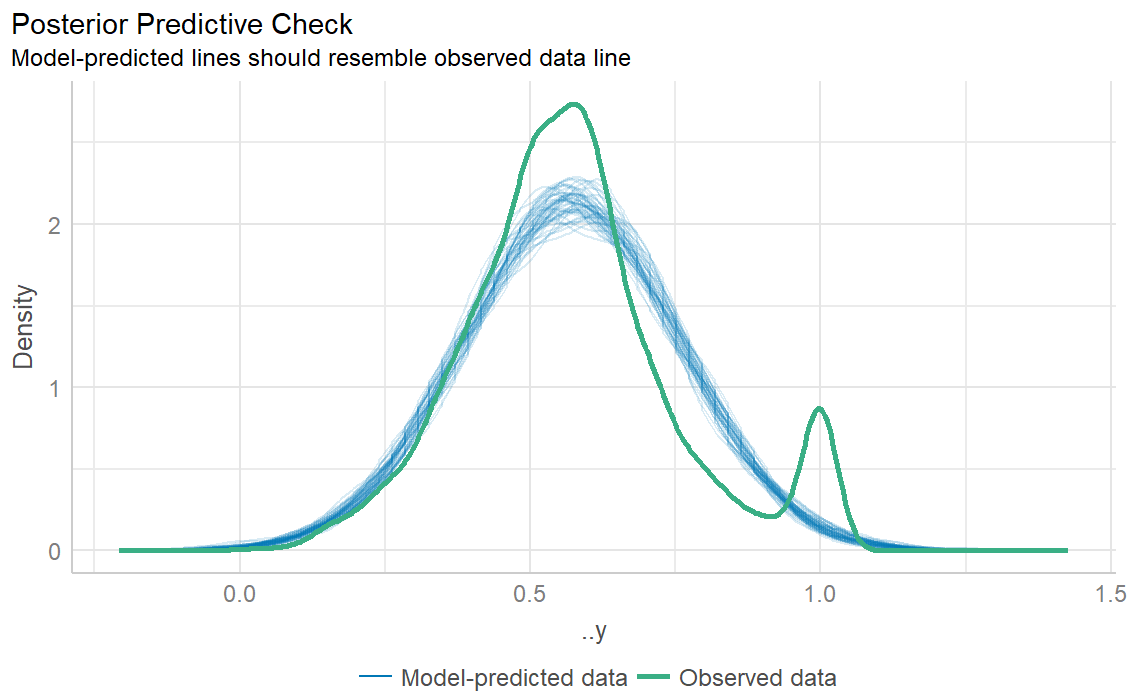 Posterior Predictive Check
Model-predicted lines should resemble observed data line
Density
2
1
0
0.0 0.5 1.0 1.5
..y
Model-predicted data Observed data